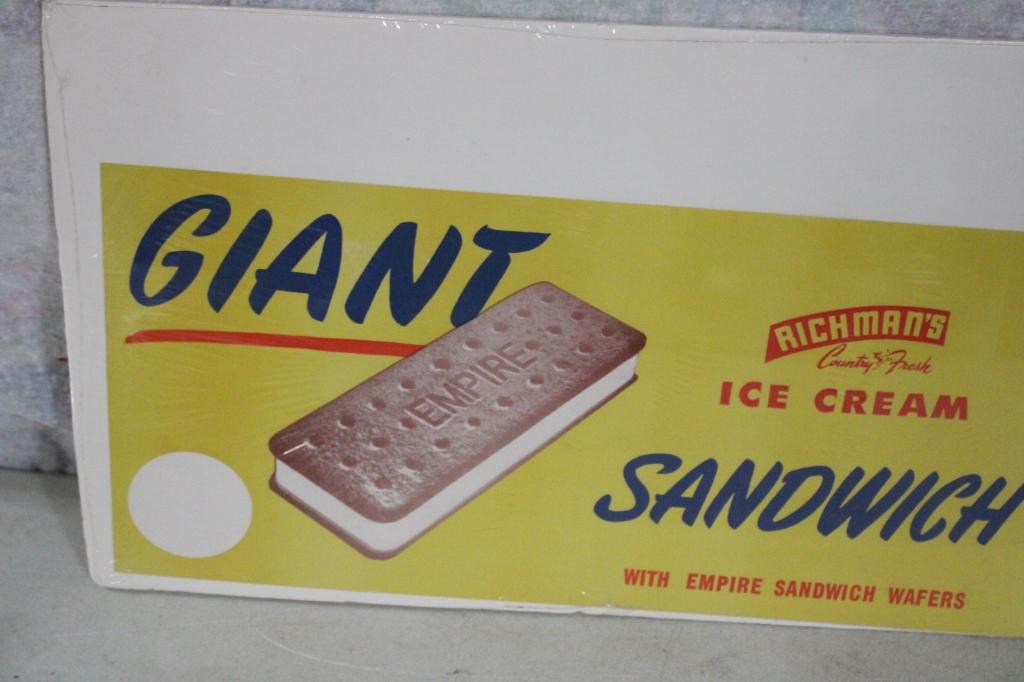 GIANT
EMPIRE
RICHMAN'S
Country Fresh
ICE CREAM
SANDWICH
WITH EMPIRE SANDWICH WAFERS